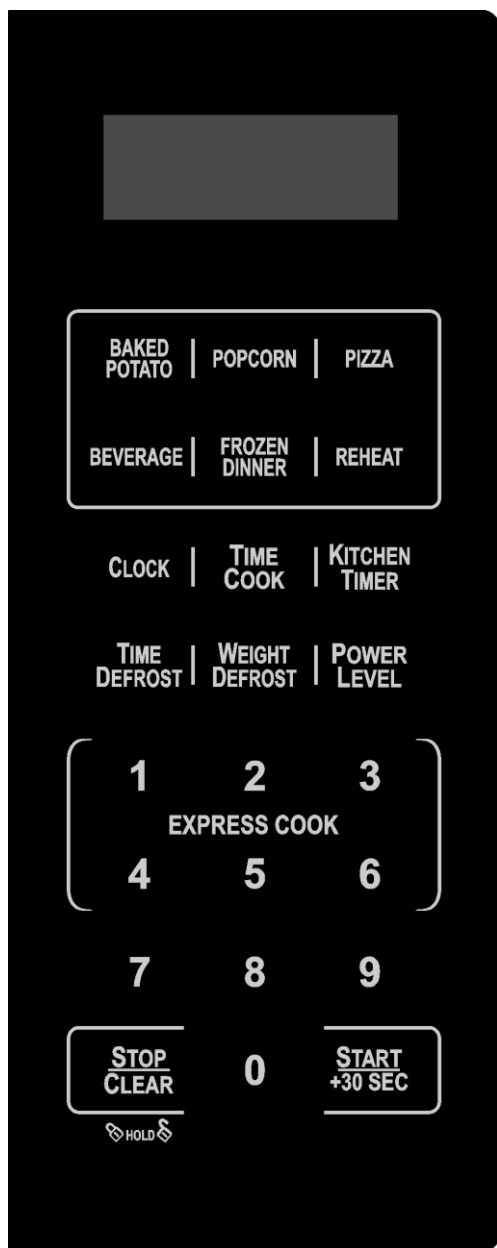 BAKED POTATO | POPCORN | PIZZA
BEVERAGE | FROZEN DINNER | REHEAT
CLOCK | TIME COOK | KITCHEN TIMER
TIME DEFROST | WEIGHT DEFROST | POWER LEVEL
1 2 3
EXPRESS COOK
4 5 6
7 8 9
STOP CLEAR 0 START +30 SEC
HOLD